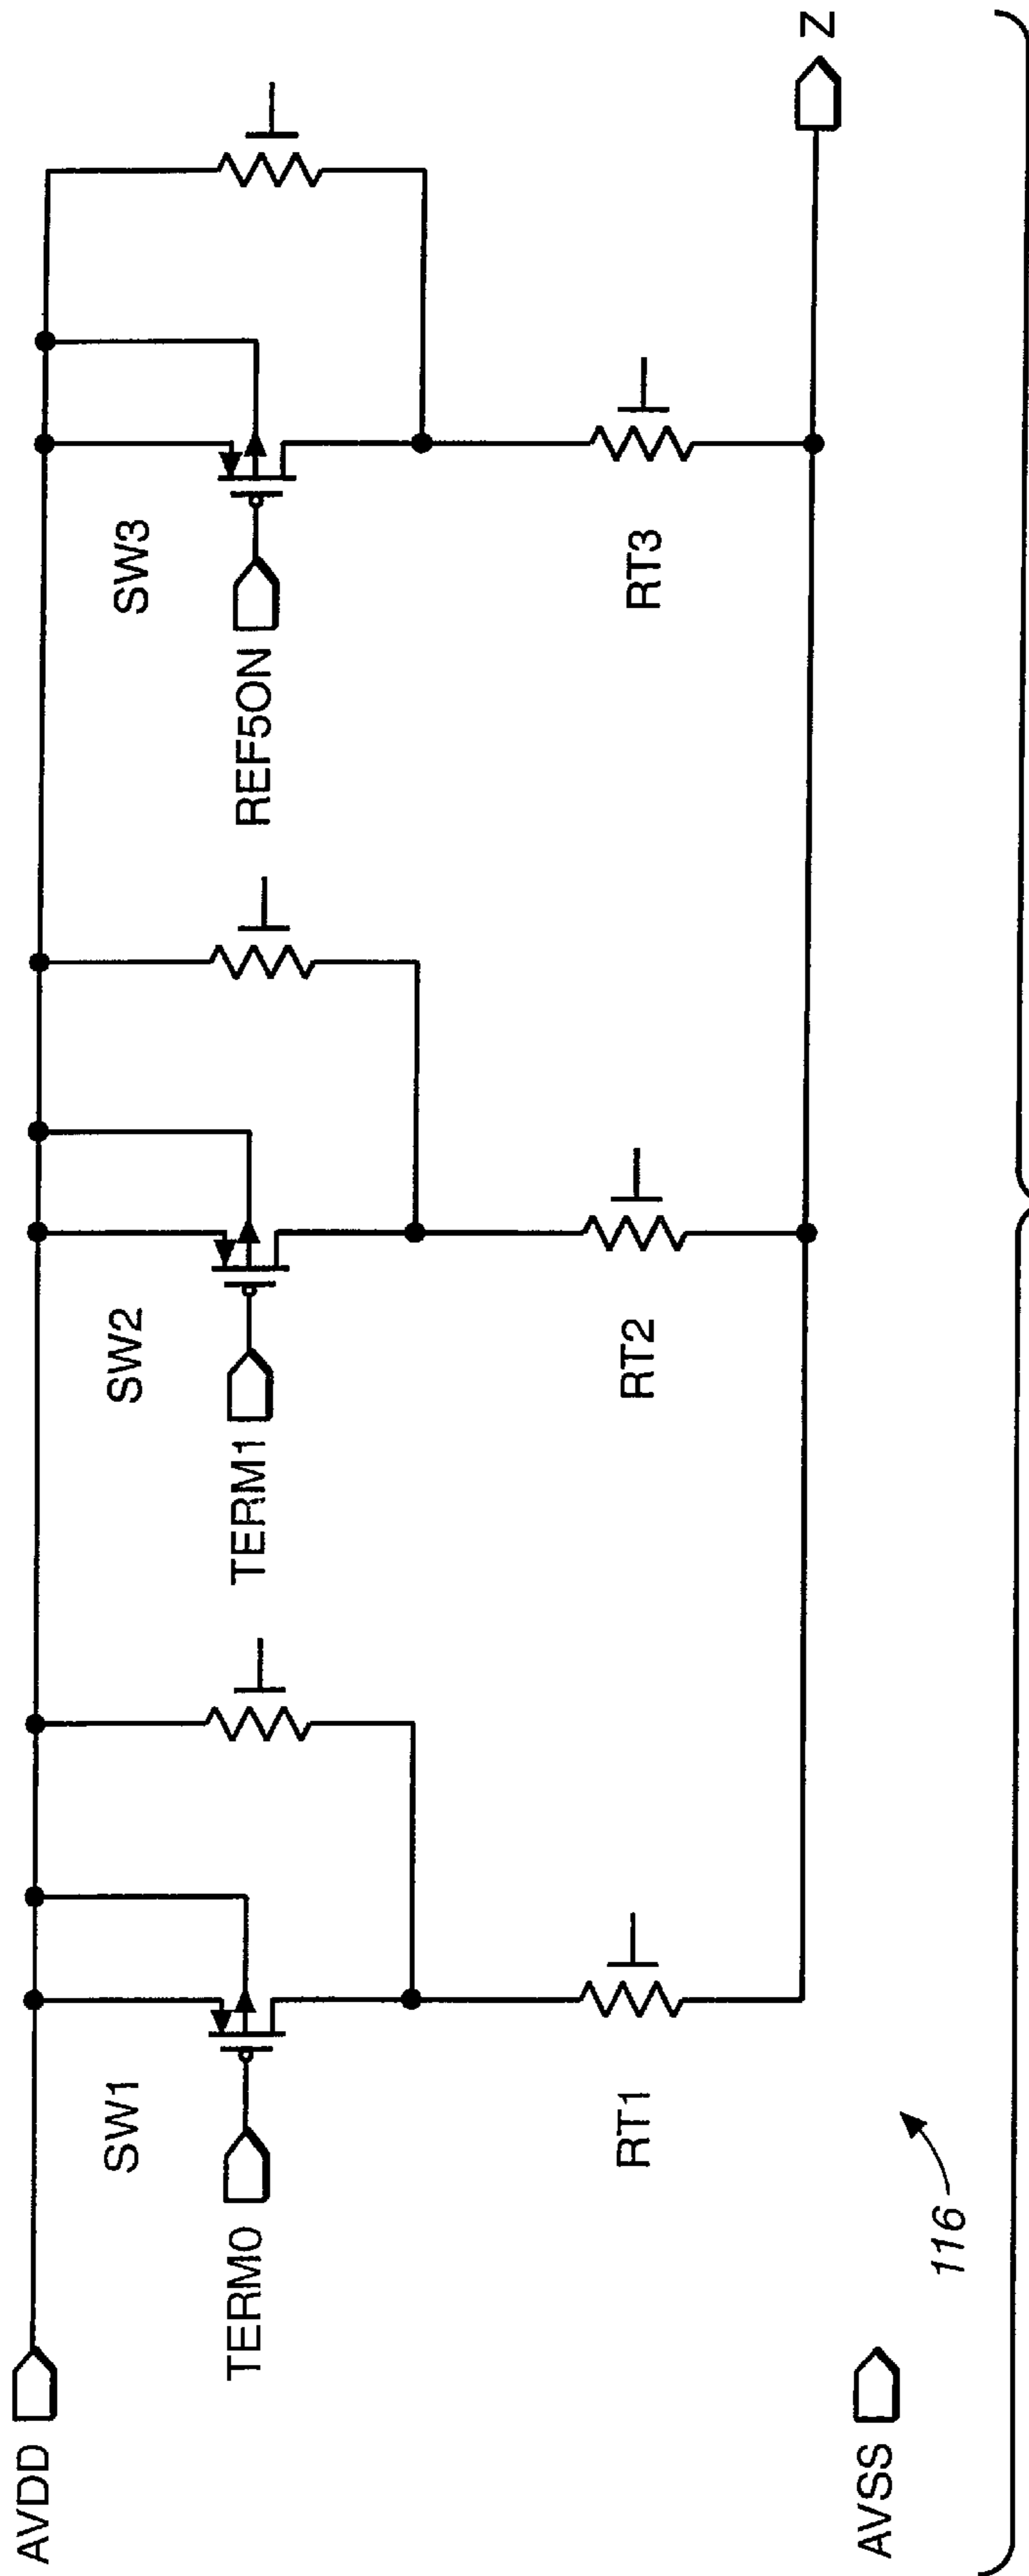 AVDD
SW1
TERM0
RT1
SW2
TERM1
RT2
SW3
REF5ON
RT3
Z
AVSS
116